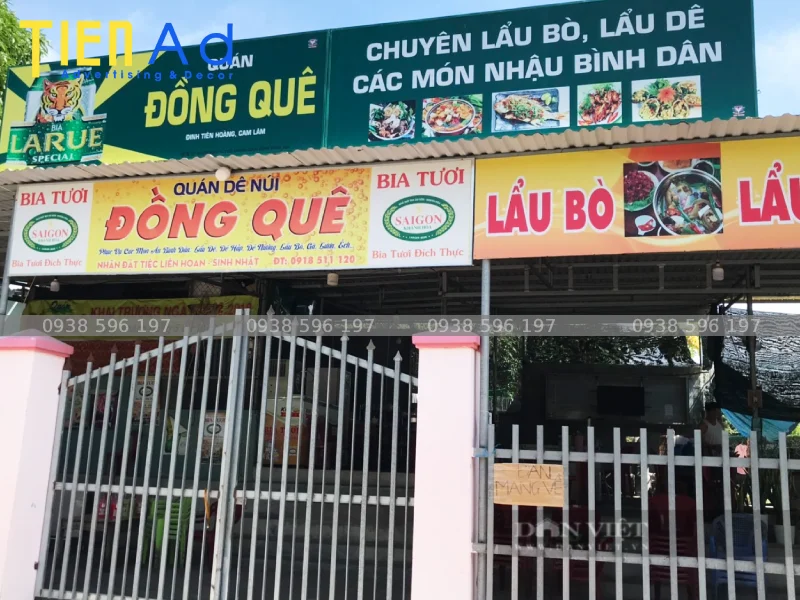 TIEN Ad
Advertising & Decor
QUÁN
ĐỒNG QUÊ
ĐINH TIÊN HOÀNG, CAM LÂM
BIA
LARUE
SPECIAL
CHUYÊN LẨU BÒ, LẨU DÊ
CÁC MÓN NHẬU BÌNH DÂN
BIA TƯƠI
SAIGON
Bia Tươi Đích Thực
QUÁN DÊ NÚI
ĐỒNG QUÊ
NHẬN ĐẶT TIỆC LIÊN HOAN - SINH NHẬT ĐT: 0918 511 120
BIA TƯƠI
SAIGON
Bia Tươi Đích Thực
LẨU BÒ
LẨU
KHAI TRƯƠNG
0938 596 197
0938 596 197
0938 596 197
0938 596 197
BÁN
MANG VỀ
DÂN VIỆT